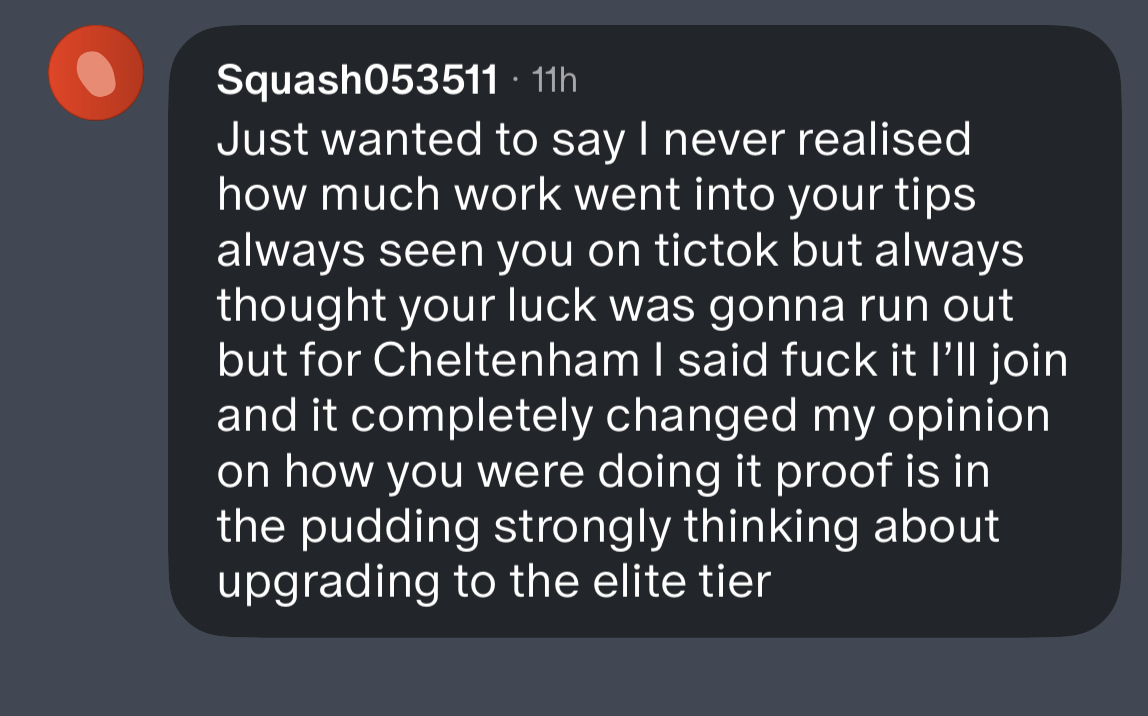 Squash053511 · 11h
Just wanted to say I never realised
how much work went into your tips
always seen you on tictok but always
thought your luck was gonna run out
but for Cheltenham I said fuck it I’ll join
and it completely changed my opinion
on how you were doing it proof is in
the pudding strongly thinking about
upgrading to the elite tier